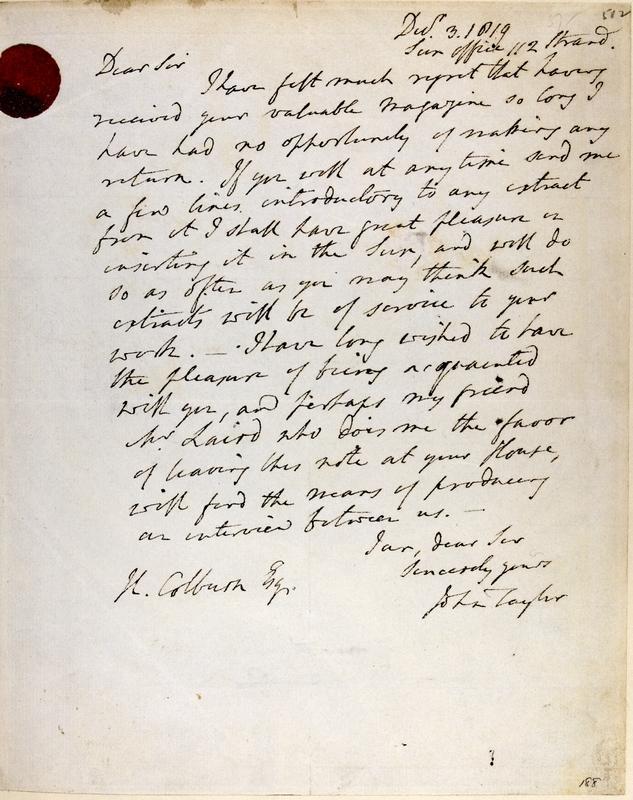 512
Decr. 3. 1819
Sun Office 112 Strand.
Dear Sir
I have felt much regret that having
received your valuable Magazine so long I
have had no opportunity of making any
return. If you will at any time send me
a few lines, introductory to any extract
from it I shall have great pleasure in
inserting it in the Sun, and will do
so as often as you may think such
extracts will be of service to your
work. — I have long wished to have
the pleasure of being acquainted
with you, and perhaps my friend
Mr Laird who does me the favor
of leaving this note at your House,
will find the means of producing
an interview between us. —
I am, dear Sir
Sincerely yours
John Taylor
H. Colburn Esqr.
188